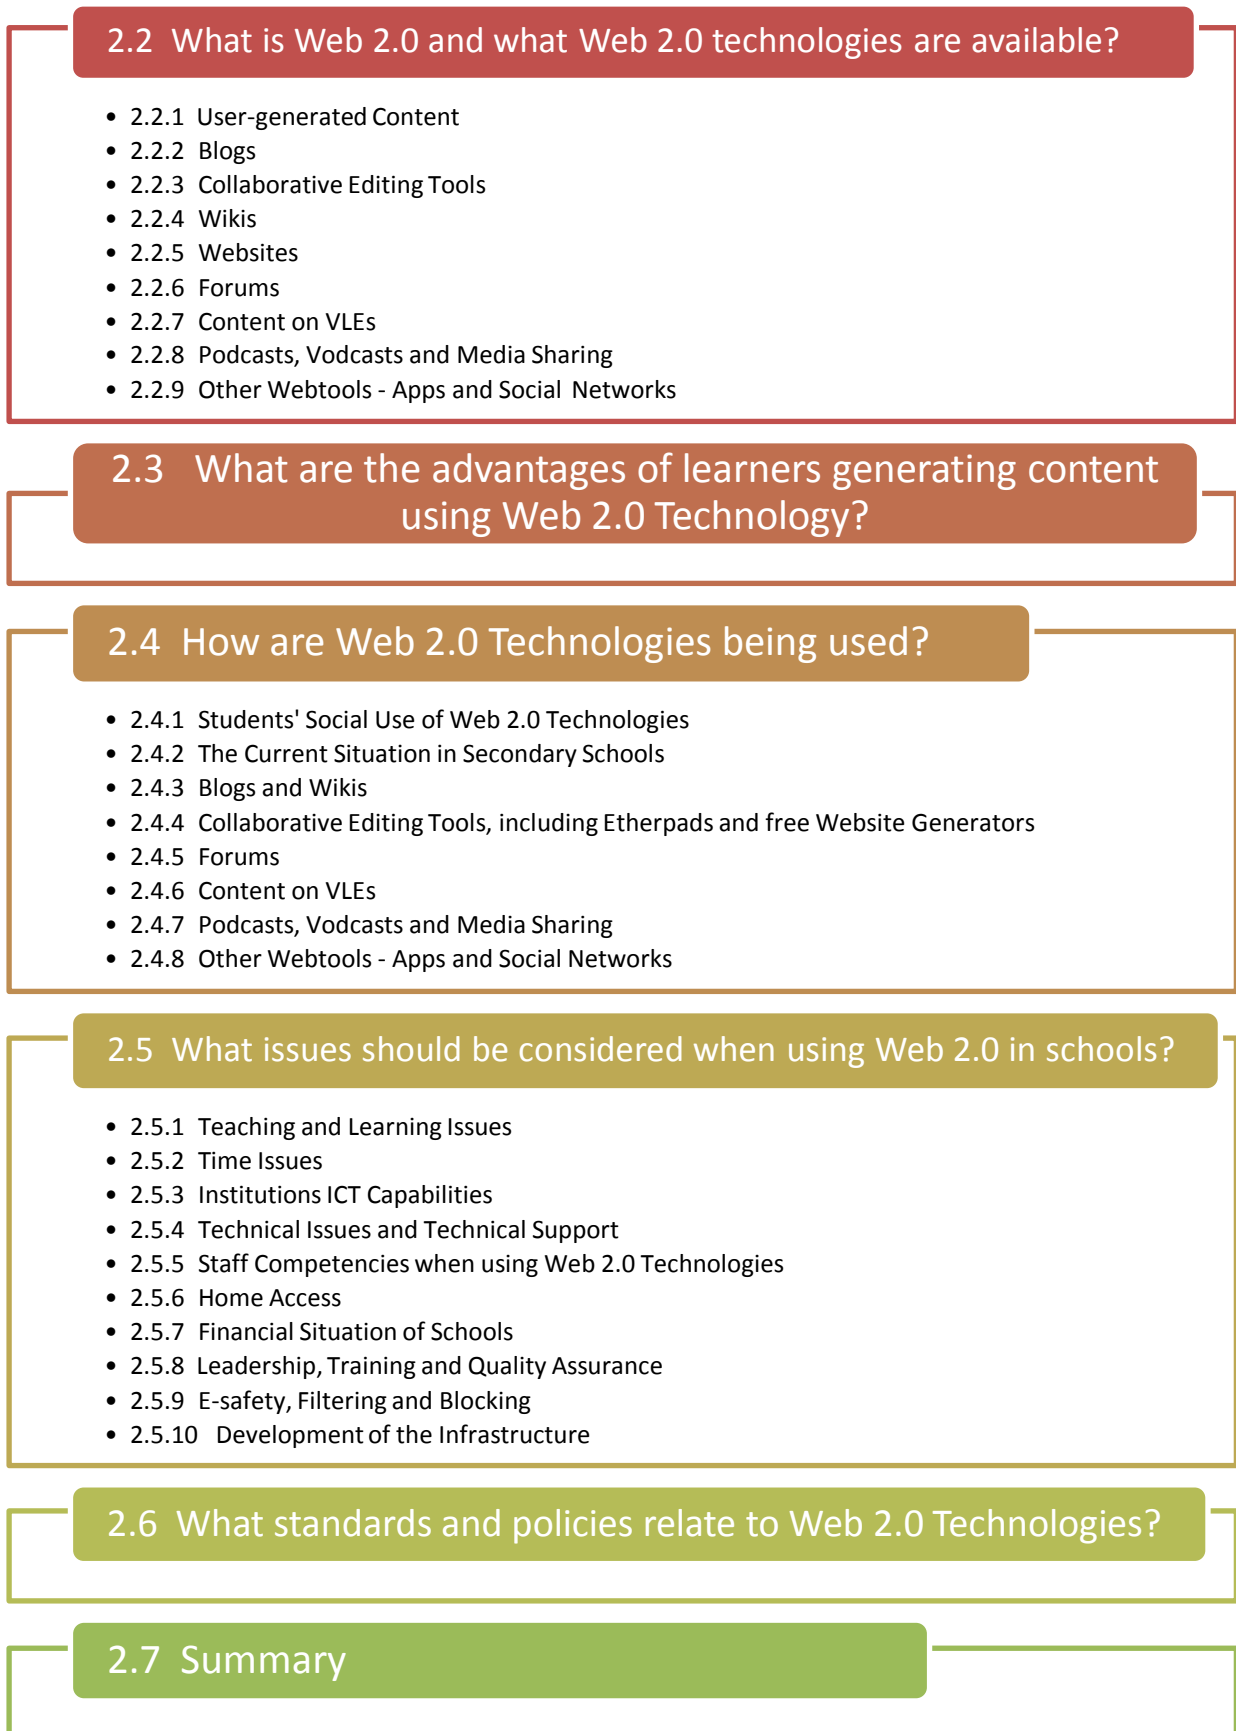 2.2 What is Web 2.0 and what Web 2.0 technologies are available?
• 2.2.1 User-generated Content
• 2.2.2 Blogs
• 2.2.3 Collaborative Editing Tools
• 2.2.4 Wikis
• 2.2.5 Websites
• 2.2.6 Forums
• 2.2.7 Content on VLEs
• 2.2.8 Podcasts, Vodcasts and Media Sharing
• 2.2.9 Other Webtools - Apps and Social Networks
2.3 What are the advantages of learners generating content
using Web 2.0 Technology?
2.4 How are Web 2.0 Technologies being used?
• 2.4.1 Students' Social Use of Web 2.0 Technologies
• 2.4.2 The Current Situation in Secondary Schools
• 2.4.3 Blogs and Wikis
• 2.4.4 Collaborative Editing Tools, including Etherpads and free Website Generators
• 2.4.5 Forums
• 2.4.6 Content on VLEs
• 2.4.7 Podcasts, Vodcasts and Media Sharing
• 2.4.8 Other Webtools - Apps and Social Networks
2.5 What issues should be considered when using Web 2.0 in schools?
• 2.5.1 Teaching and Learning Issues
• 2.5.2 Time Issues
• 2.5.3 Institutions ICT Capabilities
• 2.5.4 Technical Issues and Technical Support
• 2.5.5 Staff Competencies when using Web 2.0 Technologies
• 2.5.6 Home Access
• 2.5.7 Financial Situation of Schools
• 2.5.8 Leadership, Training and Quality Assurance
• 2.5.9 E-safety, Filtering and Blocking
• 2.5.10 Development of the Infrastructure
2.6 What standards and policies relate to Web 2.0 Technologies?
2.7 Summary